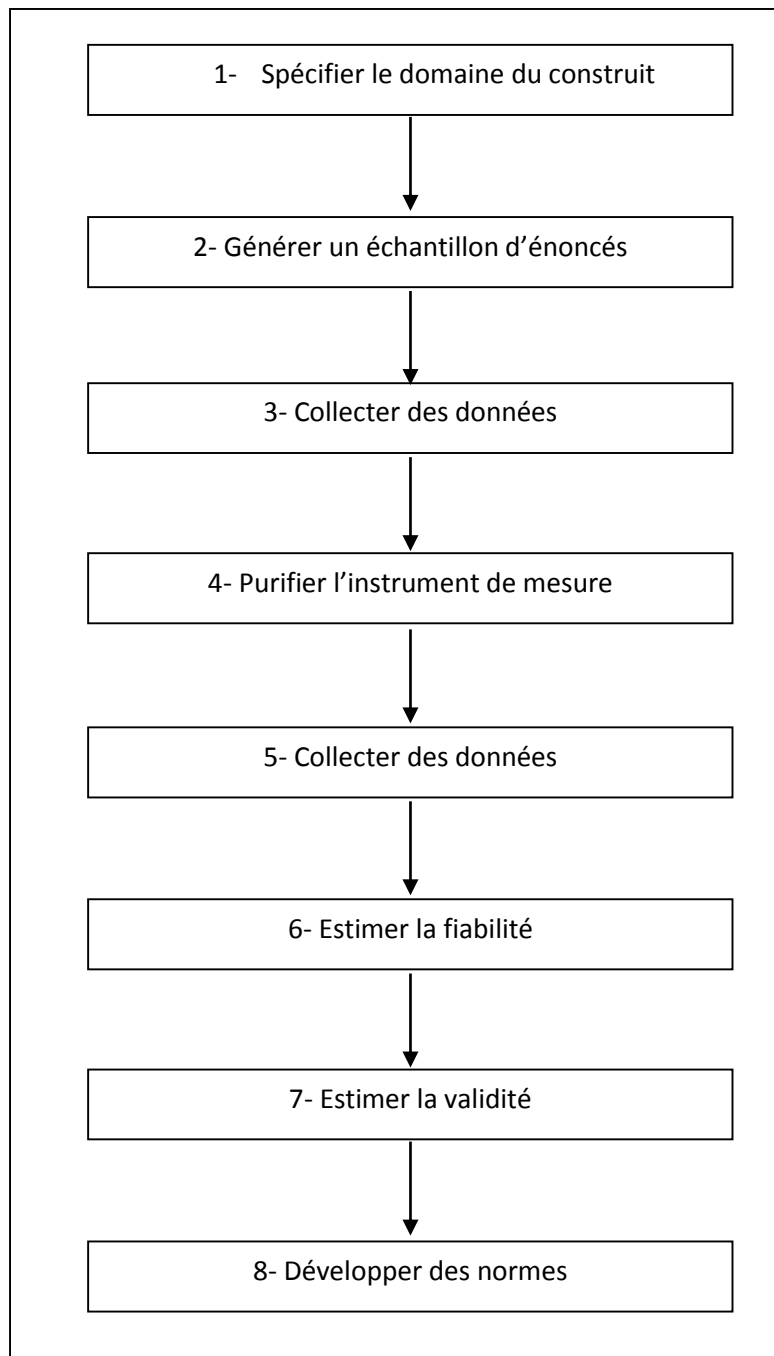 1- Spécifier le domaine du construit
2- Générer un échantillon d’énoncés
3- Collecter des données
4- Purifier l’instrument de mesure
5- Collecter des données
6- Estimer la fiabilité
7- Estimer la validité
8- Développer des normes